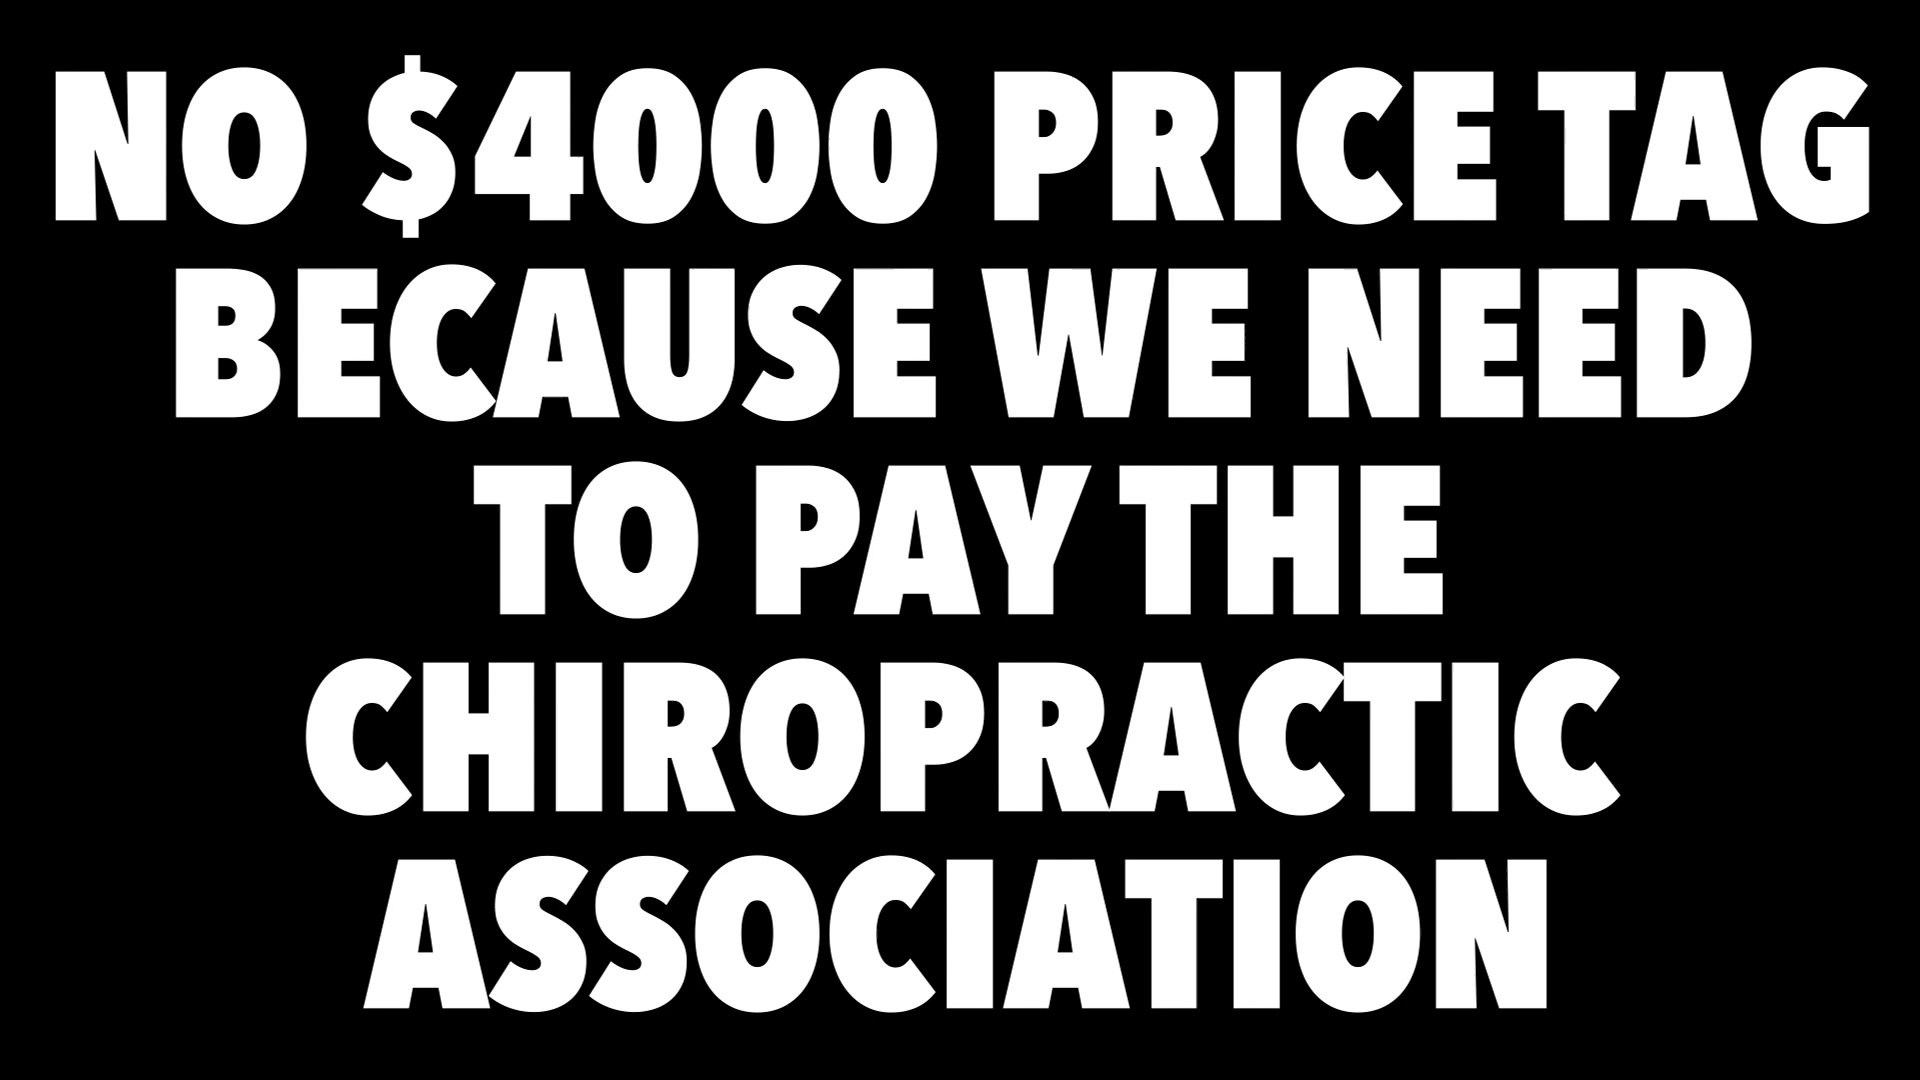 NO $4000 PRICE TAG
BECAUSE WE NEED
TO PAY THE
CHIROPRACTIC
ASSOCIATION